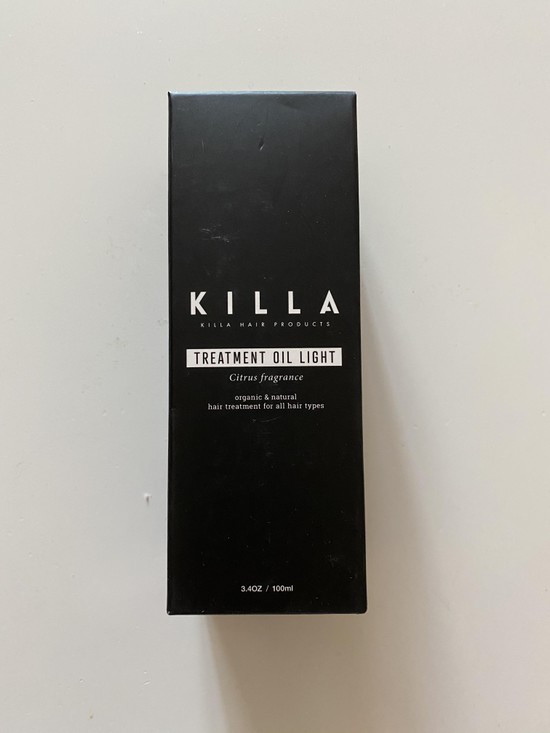 KILLA
KILLA HAIR PRODUCTS
TREATMENT OIL LIGHT
Citrus fragrance
organic & natural
hair treatment for all hair types
3.4OZ / 100ml